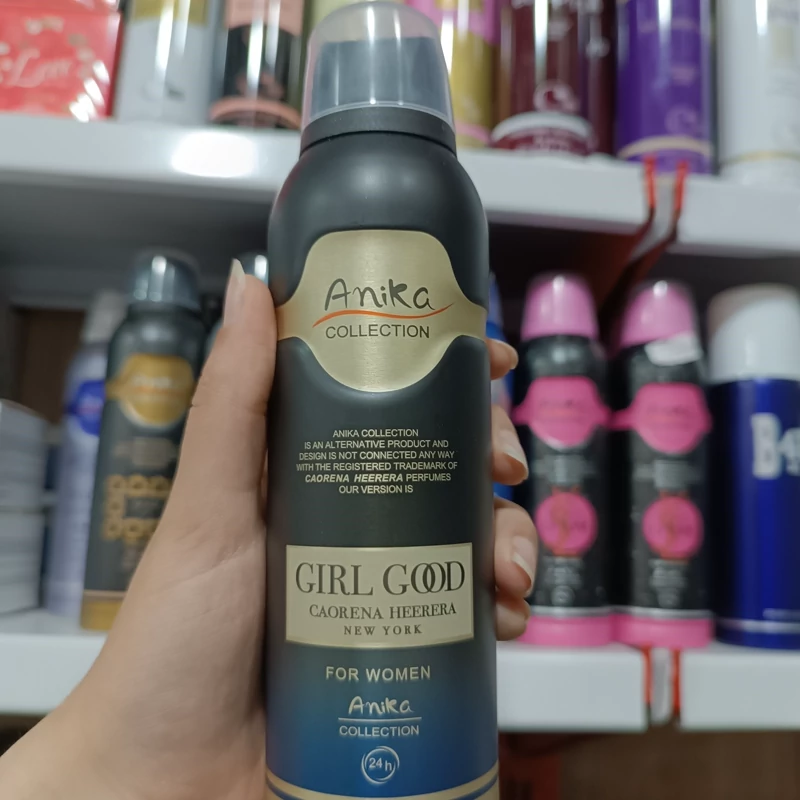 Anika
COLLECTION
ANIKA COLLECTION
IS AN ALTERNATIVE PRODUCT AND
DESIGN IS NOT CONNECTED ANY WAY
WITH THE REGISTERED TRADEMARK OF
CAORENA HEERERA PERFUMES
OUR VERSION IS
GIRL GOOD
CAORENA HEERERA
NEW YORK
FOR WOMEN
Anika
COLLECTION
24 h